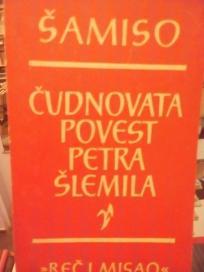 ŠAMISO
ČUDNOVATA
POVEST
PETRA
ŠLEMILA
»REČ I MISAO«